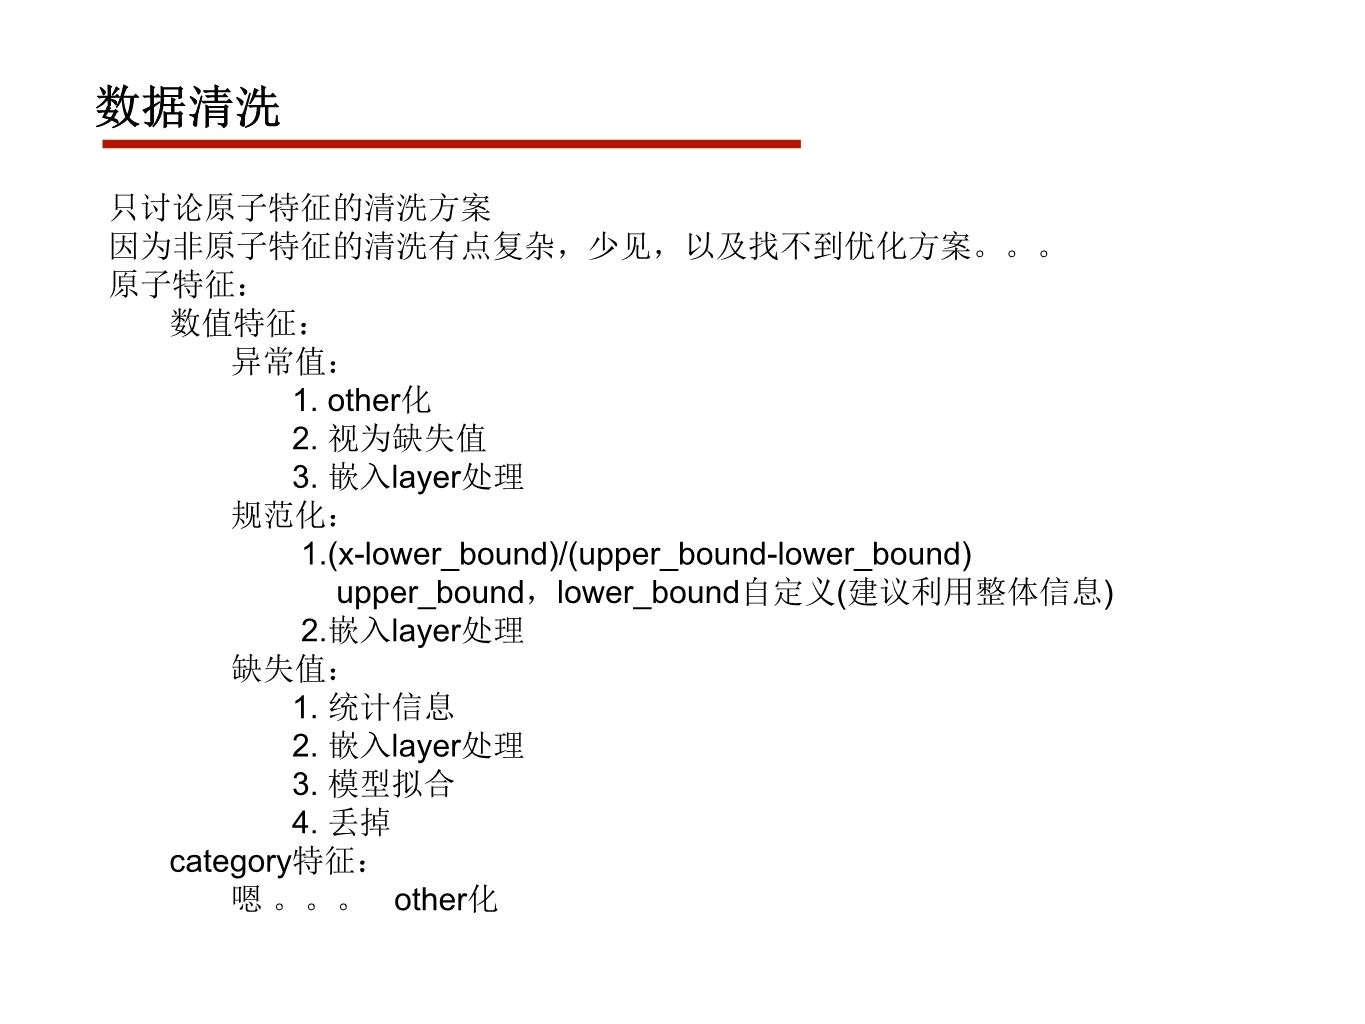 数据清洗
只讨论原子特征的清洗方案
因为非原子特征的清洗有点复杂，少见，以及找不到优化方案。。。
原子特征：
数值特征：
异常值：
1. other化
2. 视为缺失值
3. 嵌入layer处理
规范化：
1.(x-lower_bound)/(upper_bound-lower_bound)
upper_bound，lower_bound自定义(建议利用整体信息)
2.嵌入layer处理
缺失值：
1. 统计信息
2. 嵌入layer处理
3. 模型拟合
4. 丢掉
category特征：
嗯 。。。 other化